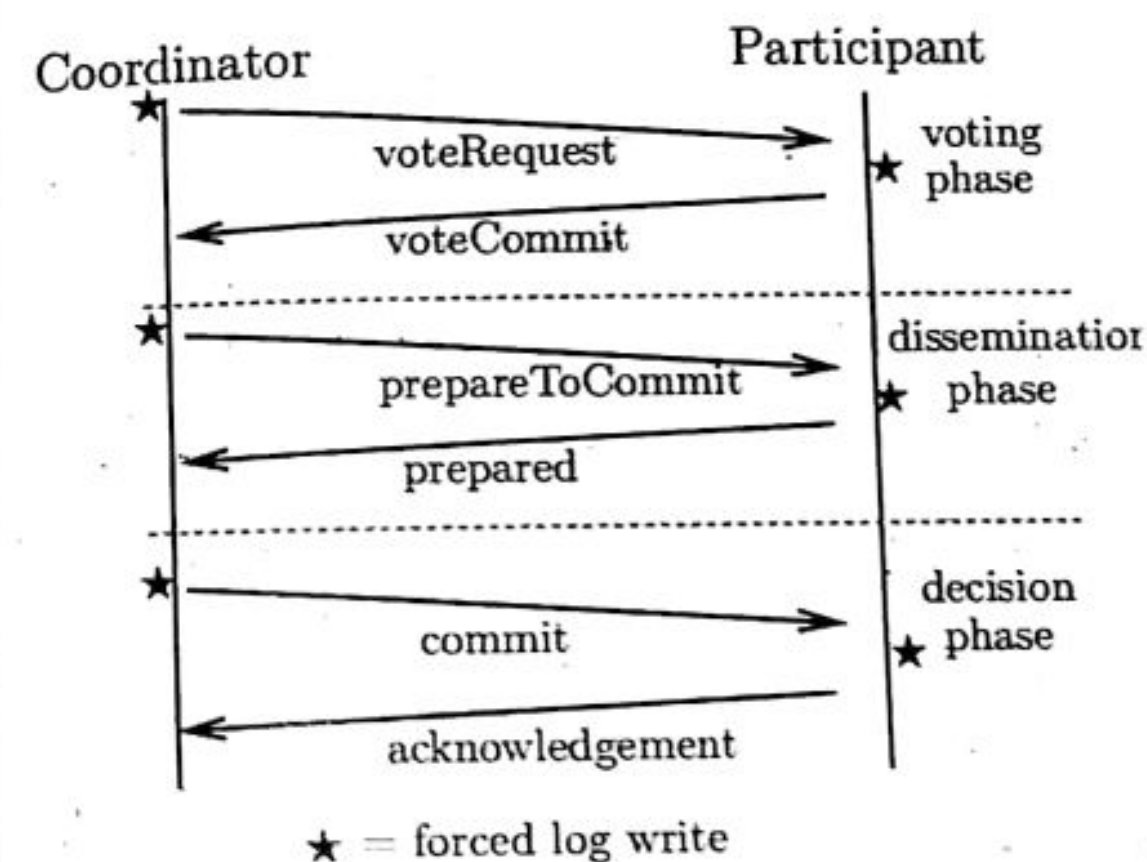 Coordinator
Participant
voteRequest
voting
phase
voteCommit
prepareToCommit
dissemination
phase
prepared
commit
decision
phase
acknowledgement
★ = forced log write